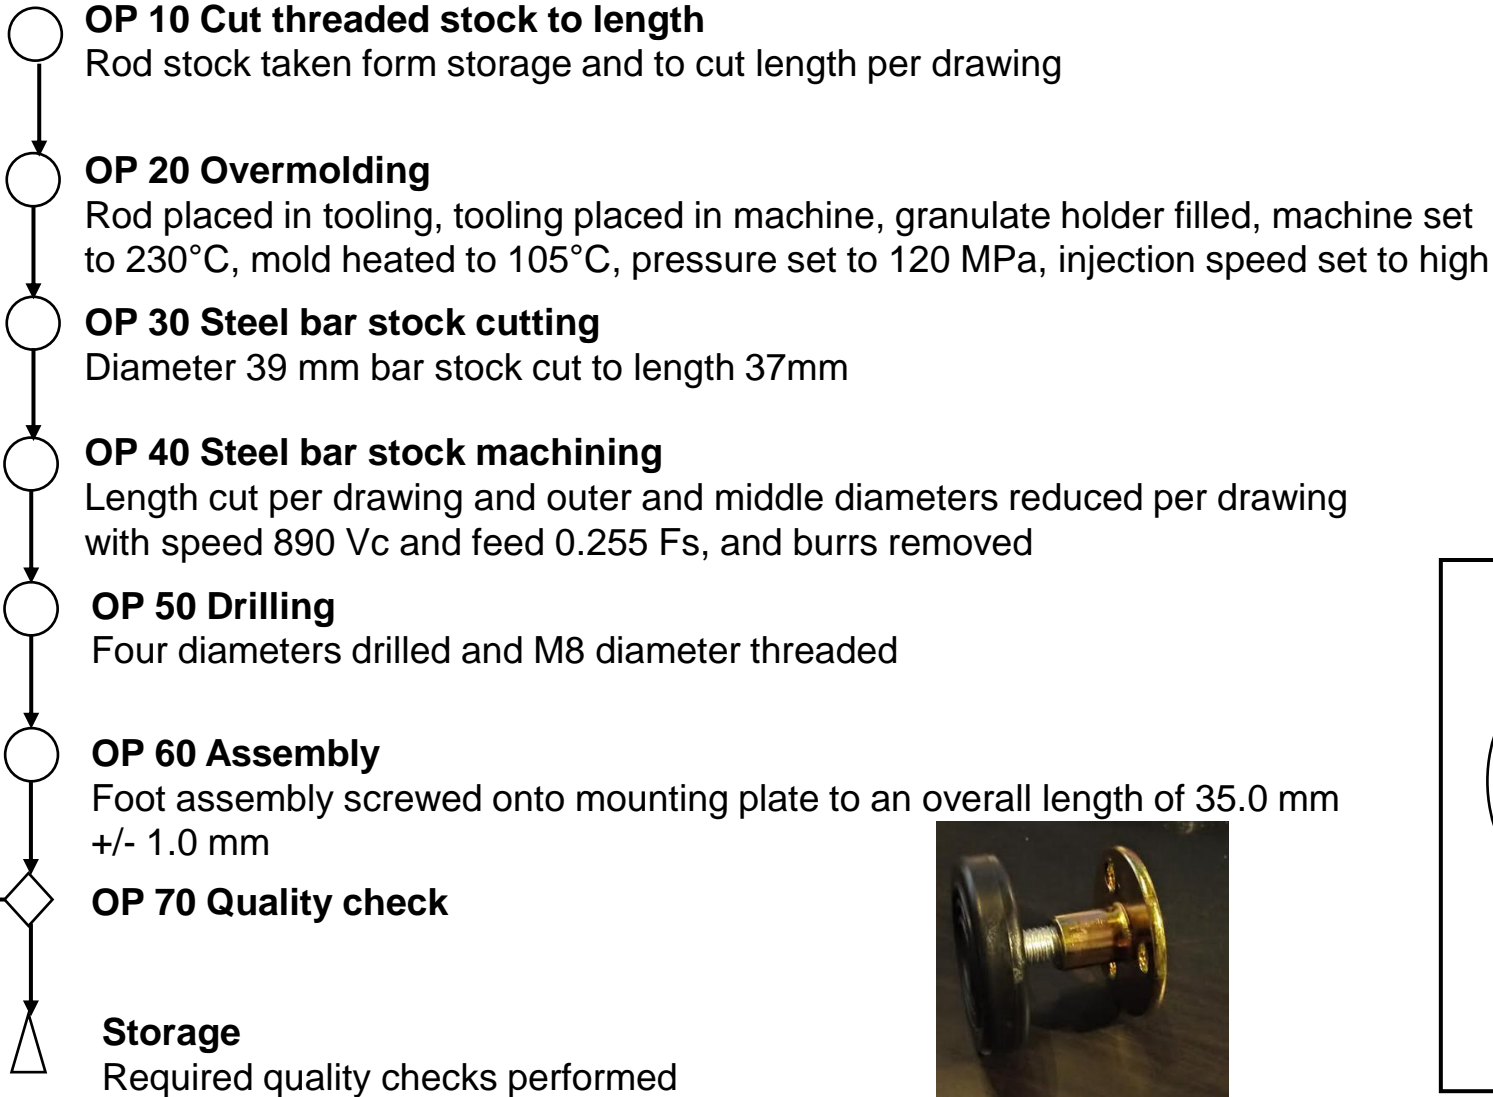 OP 10 Cut threaded stock to length
Rod stock taken form storage and to cut length per drawing
OP 20 Overmolding
Rod placed in tooling, tooling placed in machine, granulate holder filled, machine set
to 230°C, mold heated to 105°C, pressure set to 120 MPa, injection speed set to high
OP 30 Steel bar stock cutting
Diameter 39 mm bar stock cut to length 37mm
OP 40 Steel bar stock machining
Length cut per drawing and outer and middle diameters reduced per drawing
with speed 890 Vc and feed 0.255 Fs, and burrs removed
OP 50 Drilling
Four diameters drilled and M8 diameter threaded
OP 60 Assembly
Foot assembly screwed onto mounting plate to an overall length of 35.0 mm
+/- 1.0 mm
OP 70 Quality check
Storage
Required quality checks performed